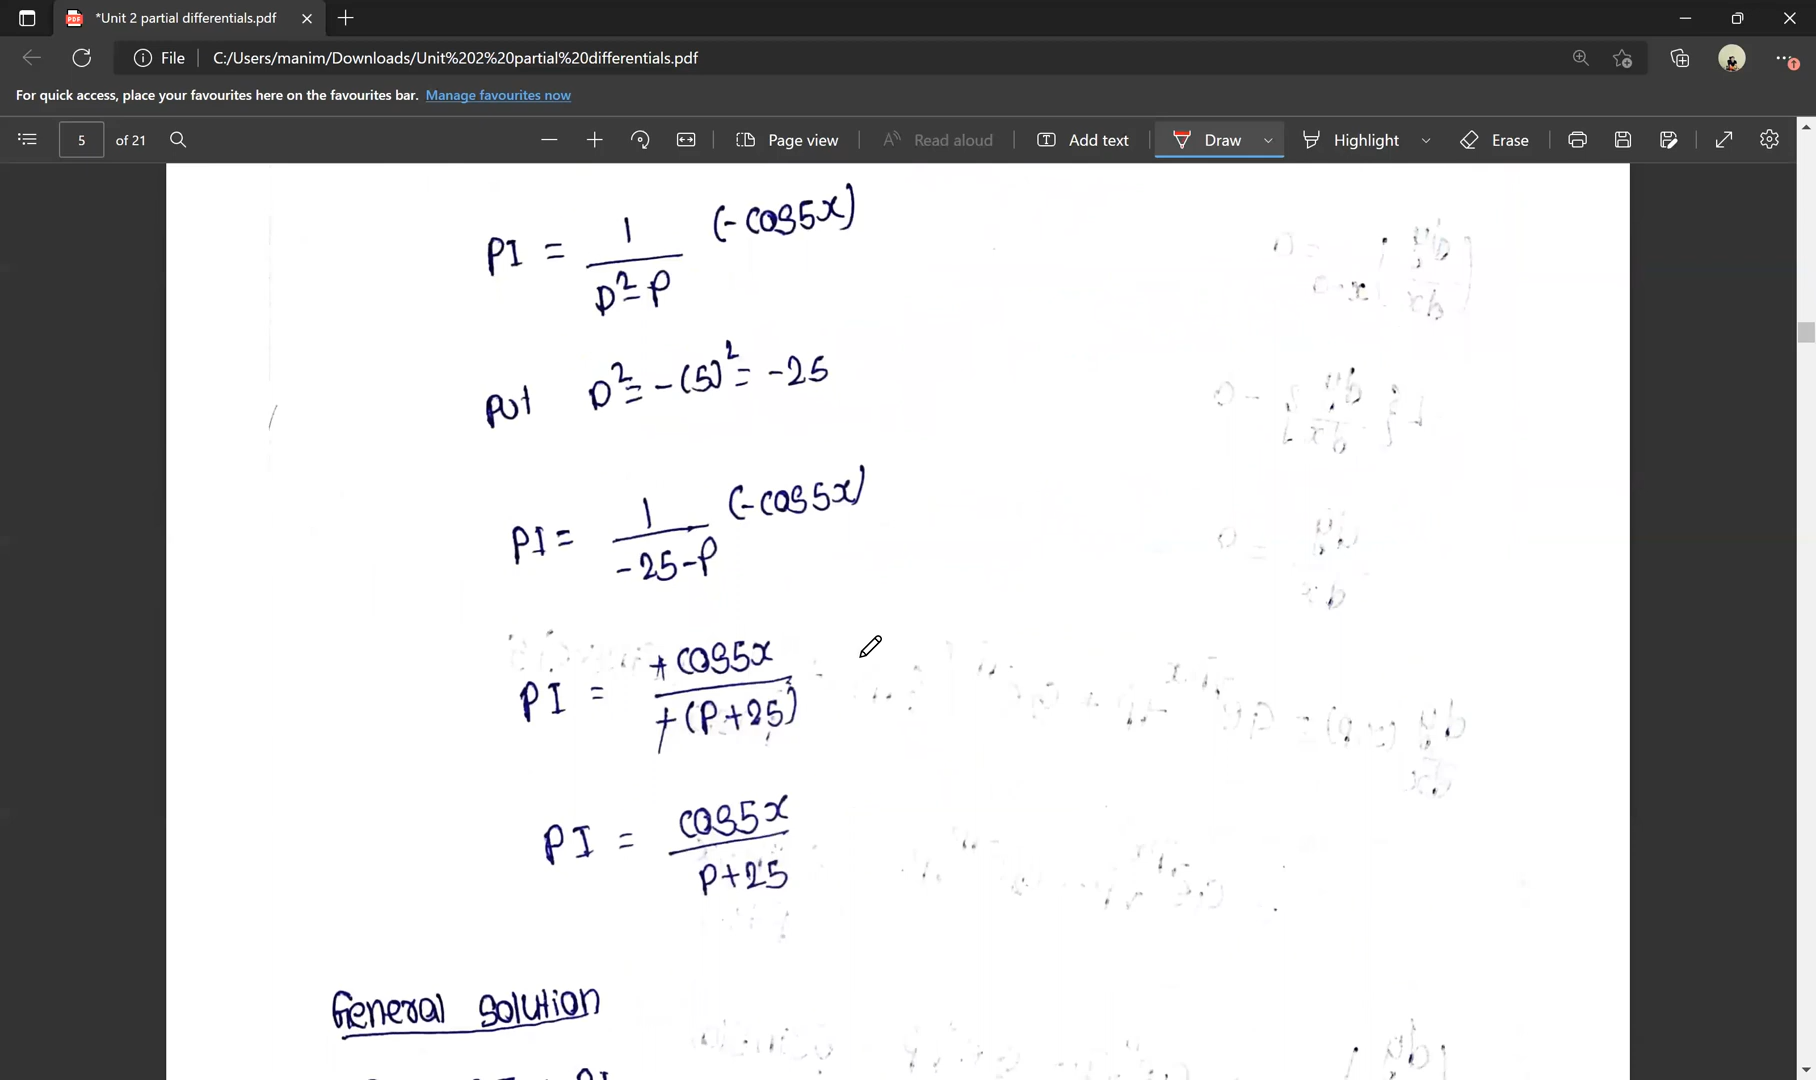 *Unit 2 partial differentials.pdf
File C:/Users/manim/Downloads/Unit%202%20partial%20differentials.pdf
For quick access, place your favourites here on the favourites bar. Manage favourites now
5 of 21 Page view Read aloud Add text Draw Highlight Erase
PI = 1/(D²-P) (-cos5x)
Put D² = -(5)² = -25
PI = 1/(-25-P) (-cos5x)
PI = +cos5x/+(P+25)
PI = cos5x/P+25
General solution